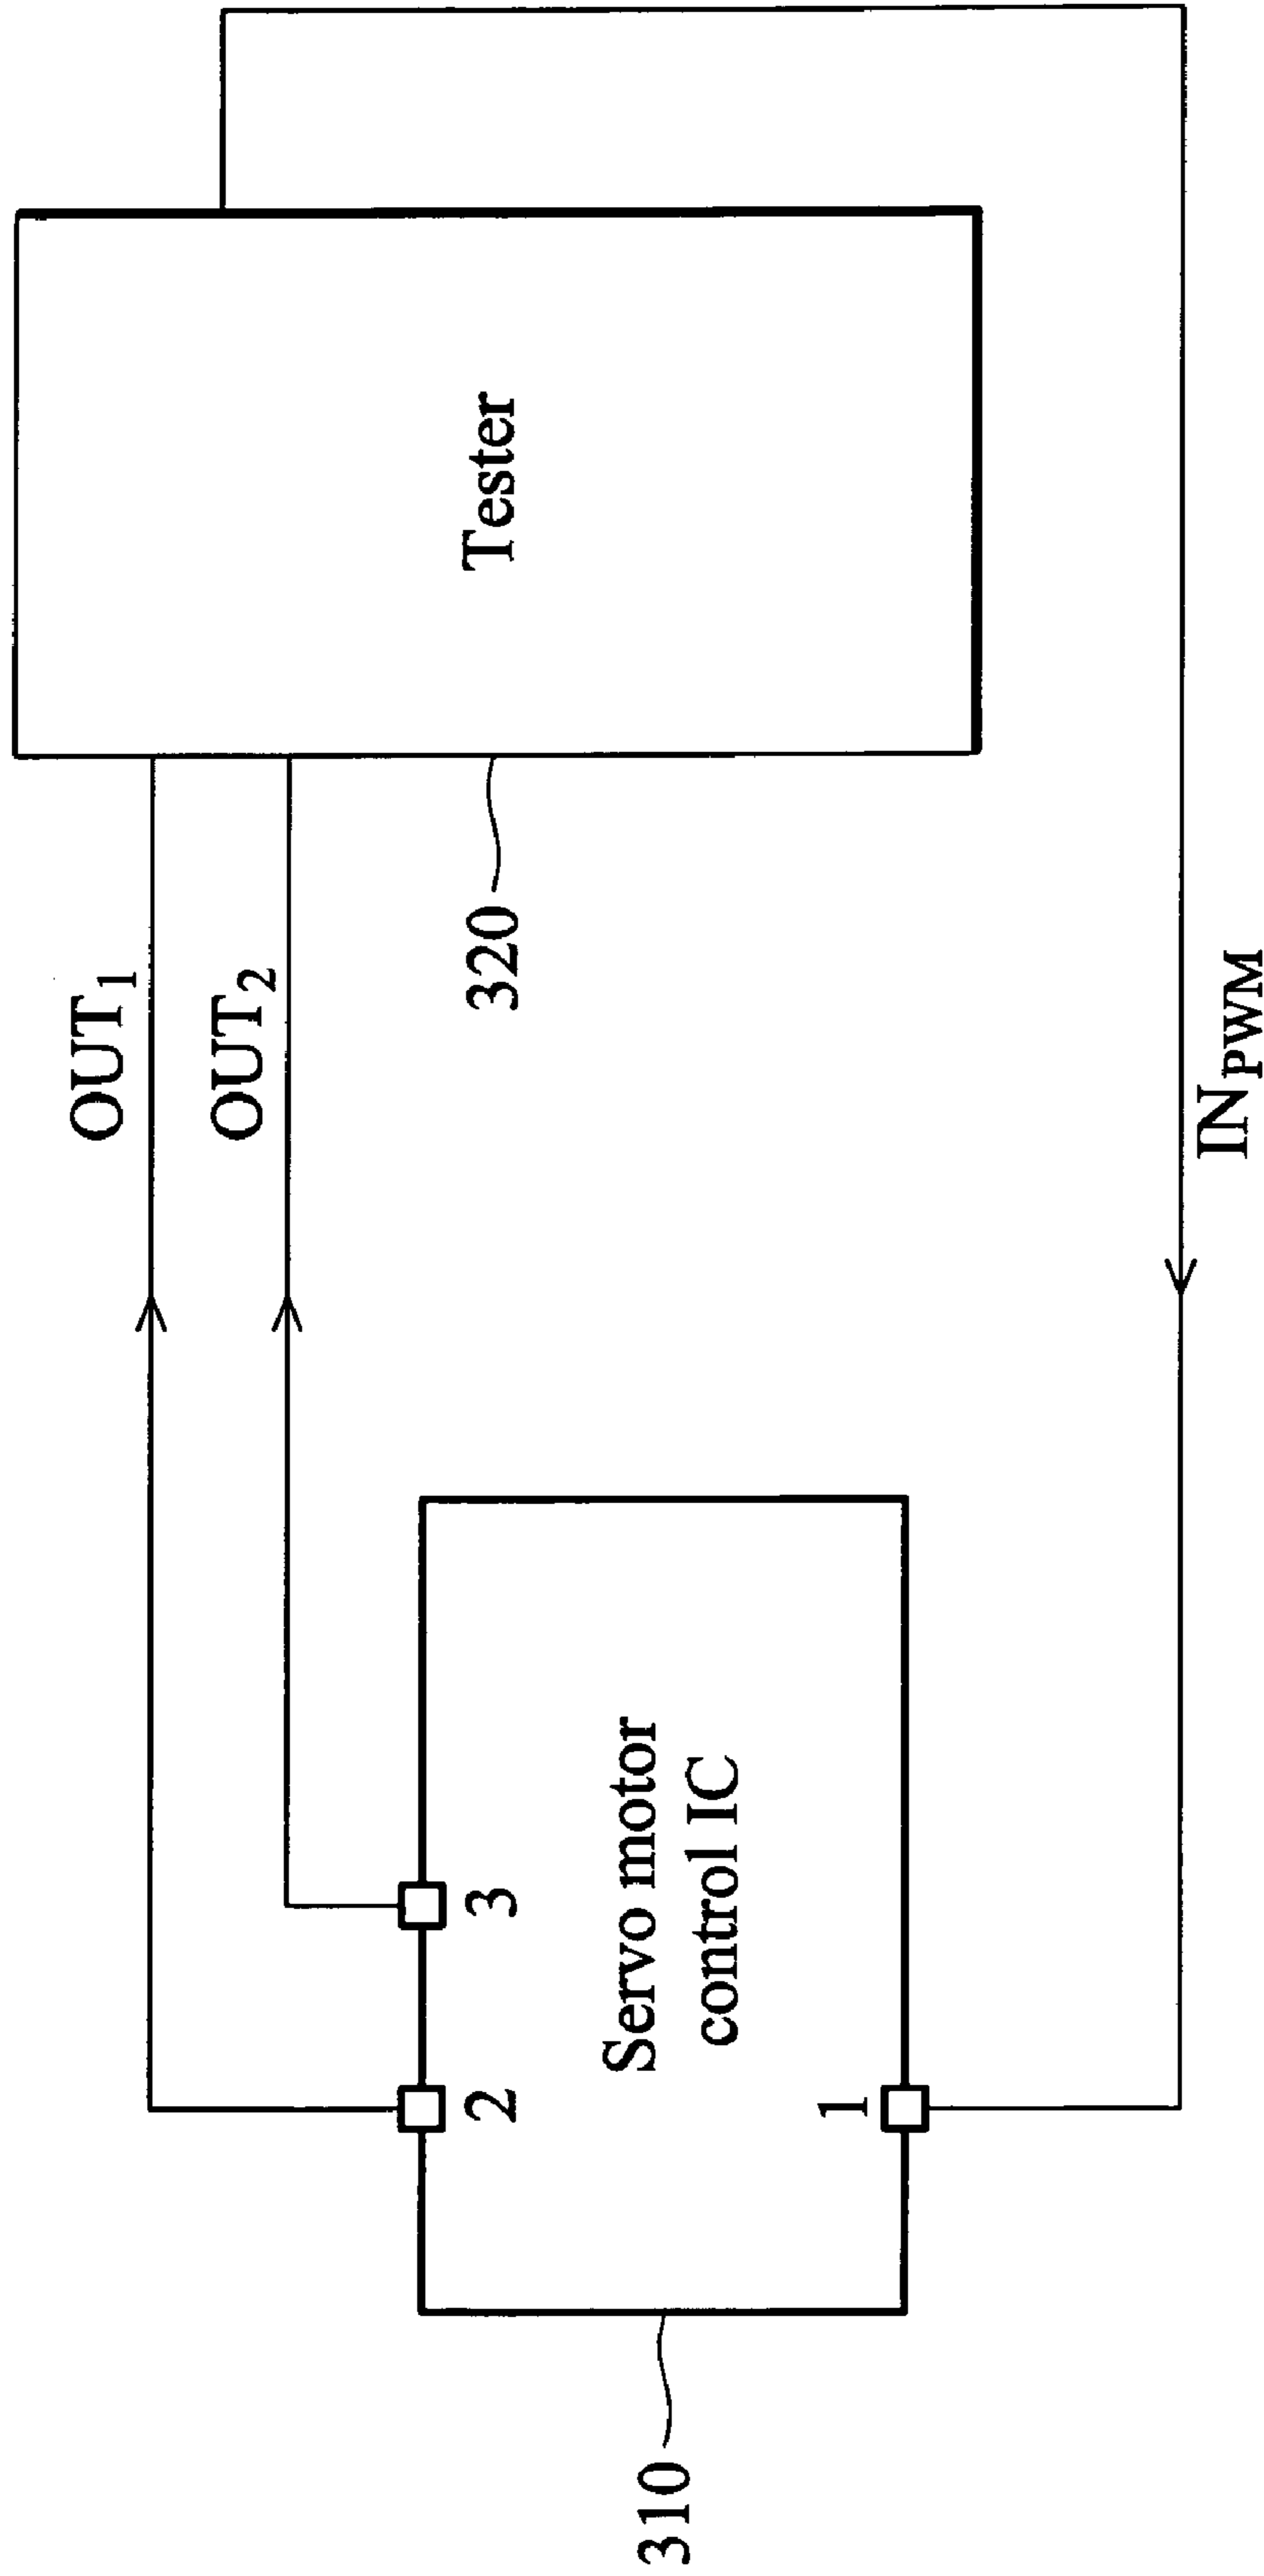 OUT1
OUT2
Tester
320
3
2
Servo motor
control IC
1
310
INPWM